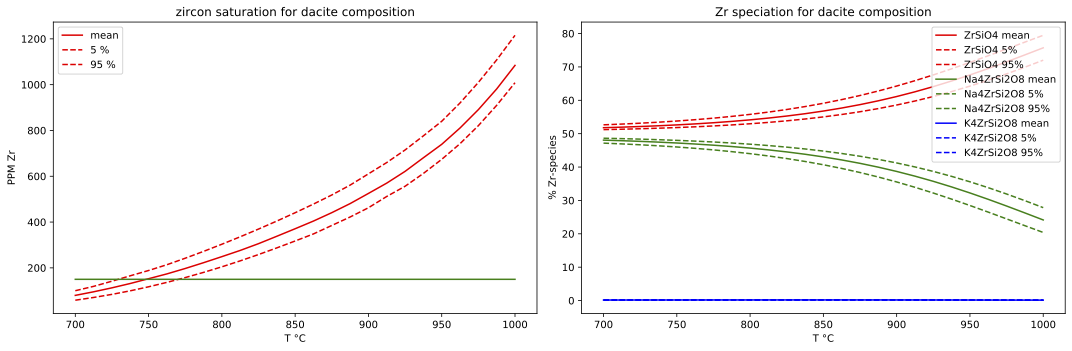 zircon saturation for dacite composition
PPM Zr
1200
1000
800
600
400
200
mean
5 %
95 %
700
750
800
850
900
950
1000
T °C
Zr speciation for dacite composition
% Zr-species
80
70
60
50
40
30
20
10
0
ZrSiO4 mean
ZrSiO4 5%
ZrSiO4 95%
Na4ZrSi2O8 mean
Na4ZrSi2O8 5%
Na4ZrSi2O8 95%
K4ZrSi2O8 mean
K4ZrSi2O8 5%
K4ZrSi2O8 95%
700
750
800
850
900
950
1000
T °C